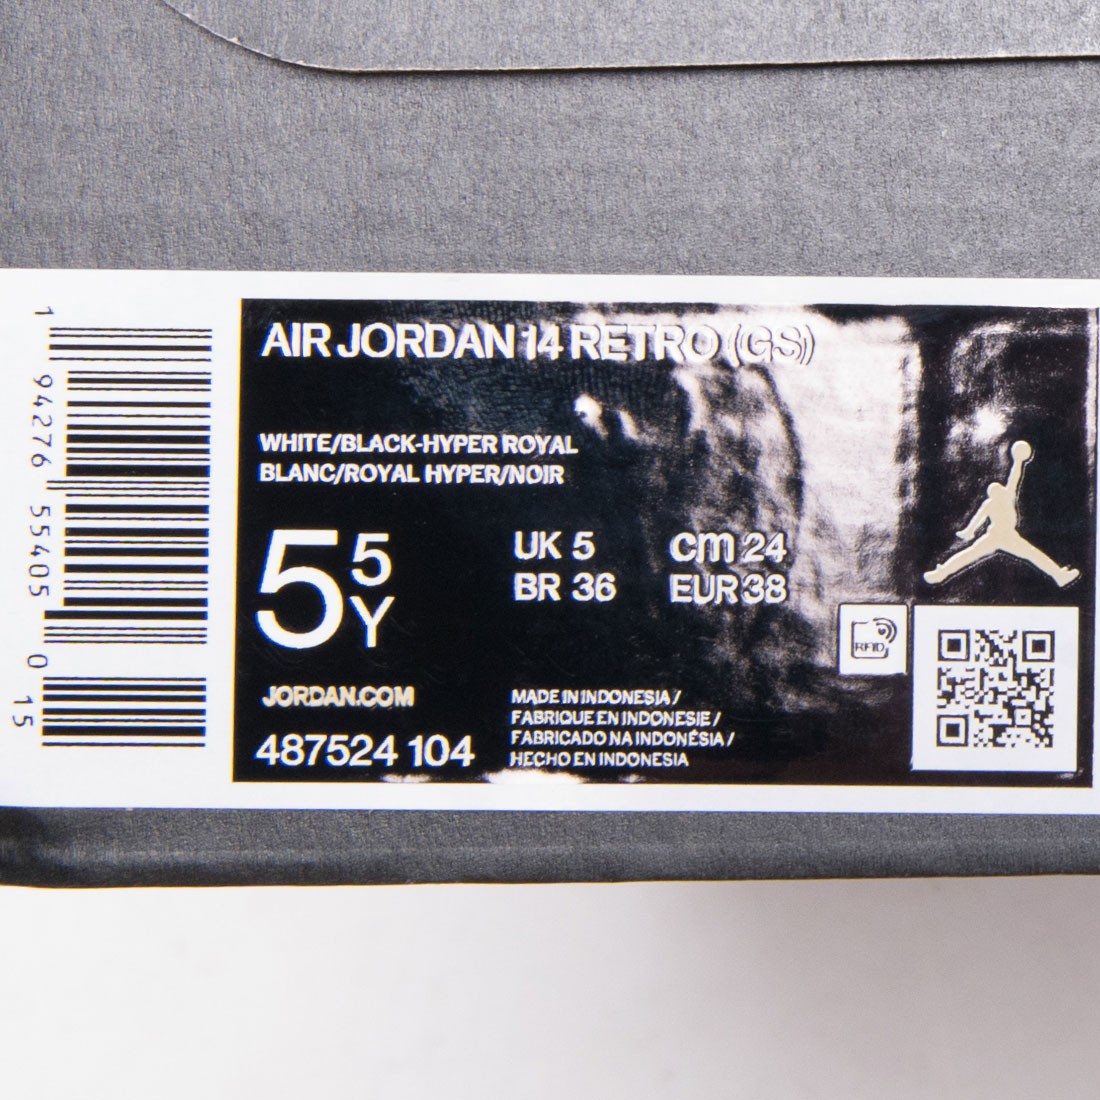 AIR JORDAN 14 RETRO (GS)
WHITE/BLACK-HYPER ROYAL
BLANC/ROYAL HYPER/NOIR
5 5 Y
UK 5 cm 24
BR 36 EUR 38
RFID
JORDAN.COM
487524 104
MADE IN INDONESIA /
FABRIQUE EN INDONESIE /
FABRICADO NA INDONÉSIA /
HECHO EN INDONESIA
1 94276 55405 0
15